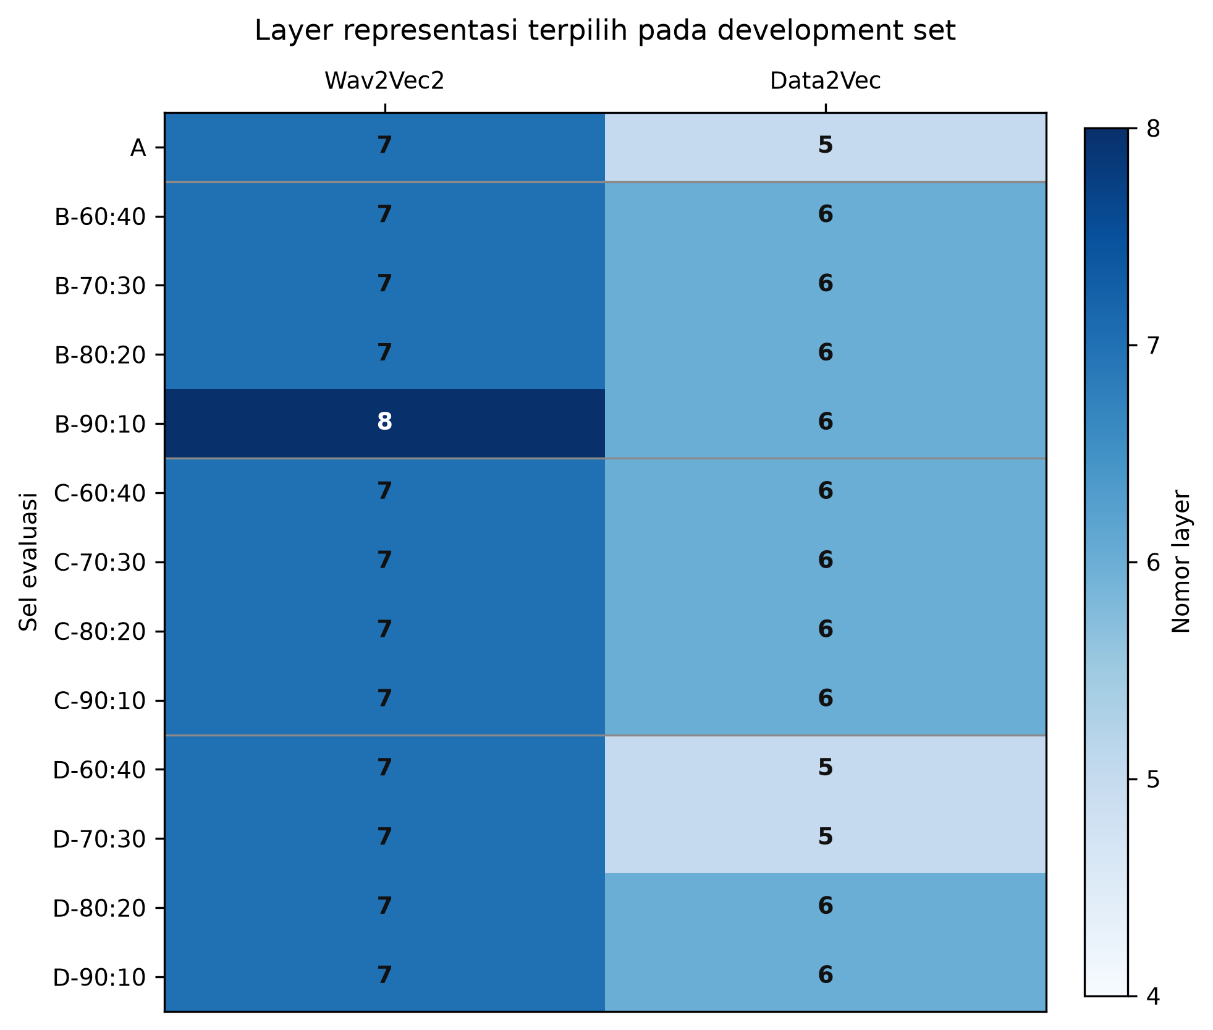 Layer representasi terpilih pada development set
Wav2Vec2 Data2Vec
A 7 5
B-60:40 7 6
B-70:30 7 6
B-80:20 7 6
B-90:10 8 6
C-60:40 7 6
C-70:30 7 6
C-80:20 7 6
C-90:10 7 6
D-60:40 7 5
D-70:30 7 5
D-80:20 7 6
D-90:10 7 6
Sel evaluasi
8
7
6
5
4
Nomor layer